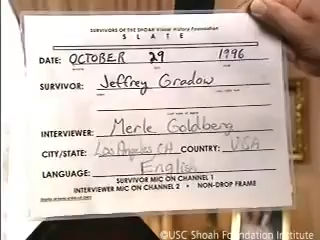 SURVIVORS OF THE SHOAH Visual History Foundation
SLATE
DATE: OCTOBER 29 1996
SURVIVOR: Jeffrey Gradow
INTERVIEWER: Merle Goldberg
CITY/STATE: Los Angeles CA COUNTRY: USA
LANGUAGE: English
SURVIVOR MIC ON CHANNEL 1
INTERVIEWER MIC ON CHANNEL 2 • NON-DROP FRAME
©USC Shoah Foundation Institute